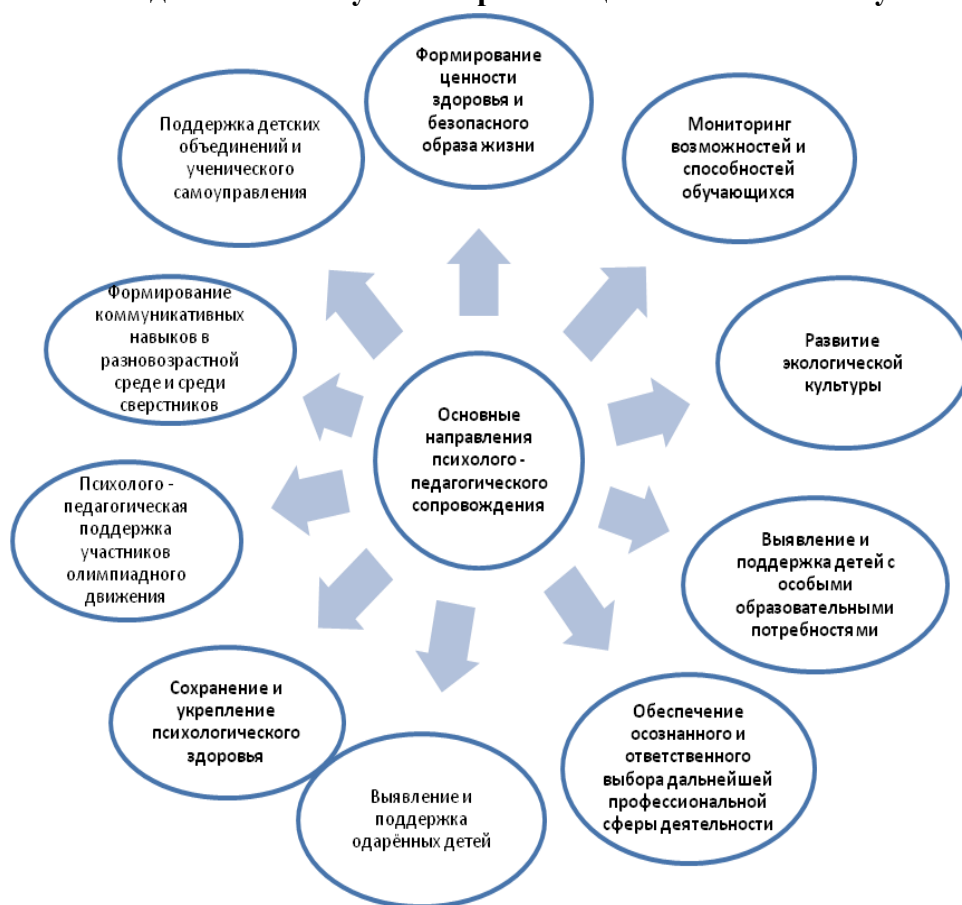 Формирование
ценности
здоровья и
безопасного
образа жизни
Мониторинг
возможностей и
способностей
обучающихся
Развитие
экологической
культуры
Выявление и
поддержка детей с
особыми
образовательными
потребностями
Обеспечение
осознанного и
ответственного
выбора дальнейшей
профессиональной
сферы деятельности
Выявление и
поддержка
одарённых детей
Сохранение и
укрепление
психологического
здоровья
Психолого -
педагогическая
поддержка
участников
олимпиадного
движения
Формирование
коммуникативных
навыков в
разновозрастной
среде и среди
сверстников
Поддержка детских
объединений и
ученического
самоуправления
Основные
направления
психолого -
педагогического
сопровождения